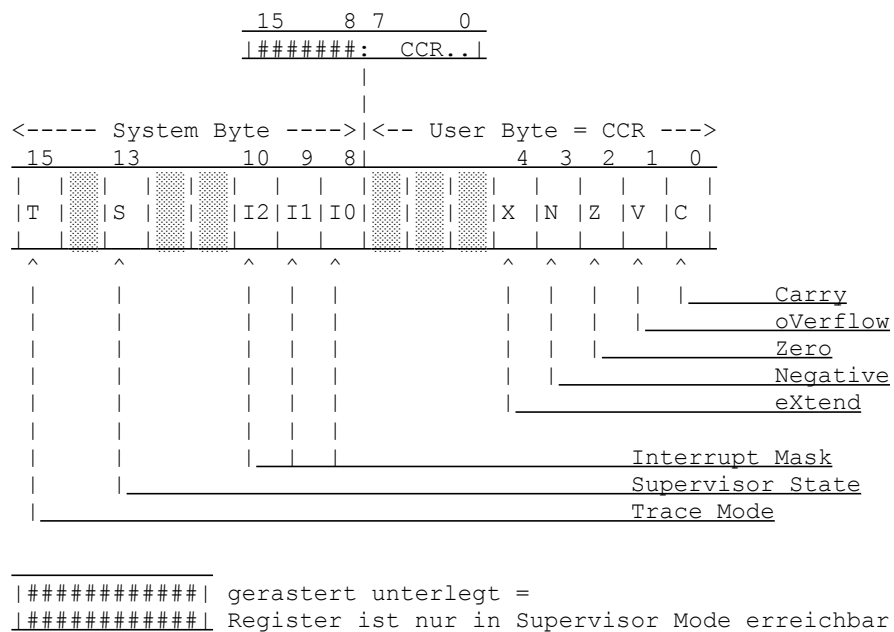 15 8 7 0
|#######: CCR..|
<----- System Byte ---->|<-- User Byte = CCR --->
15 13 10 9 8| 4 3 2 1 0
|T | |S | | |I2|I1|I0| | | |X |N |Z |V |C |
^ ^ ^ ^ ^ ^ ^ ^ ^ ^
Carry
oVerflow
Zero
Negative
eXtend
Interrupt Mask
Supervisor State
Trace Mode
|############| gerastert unterlegt =
|############| Register ist nur in Supervisor Mode erreichbar